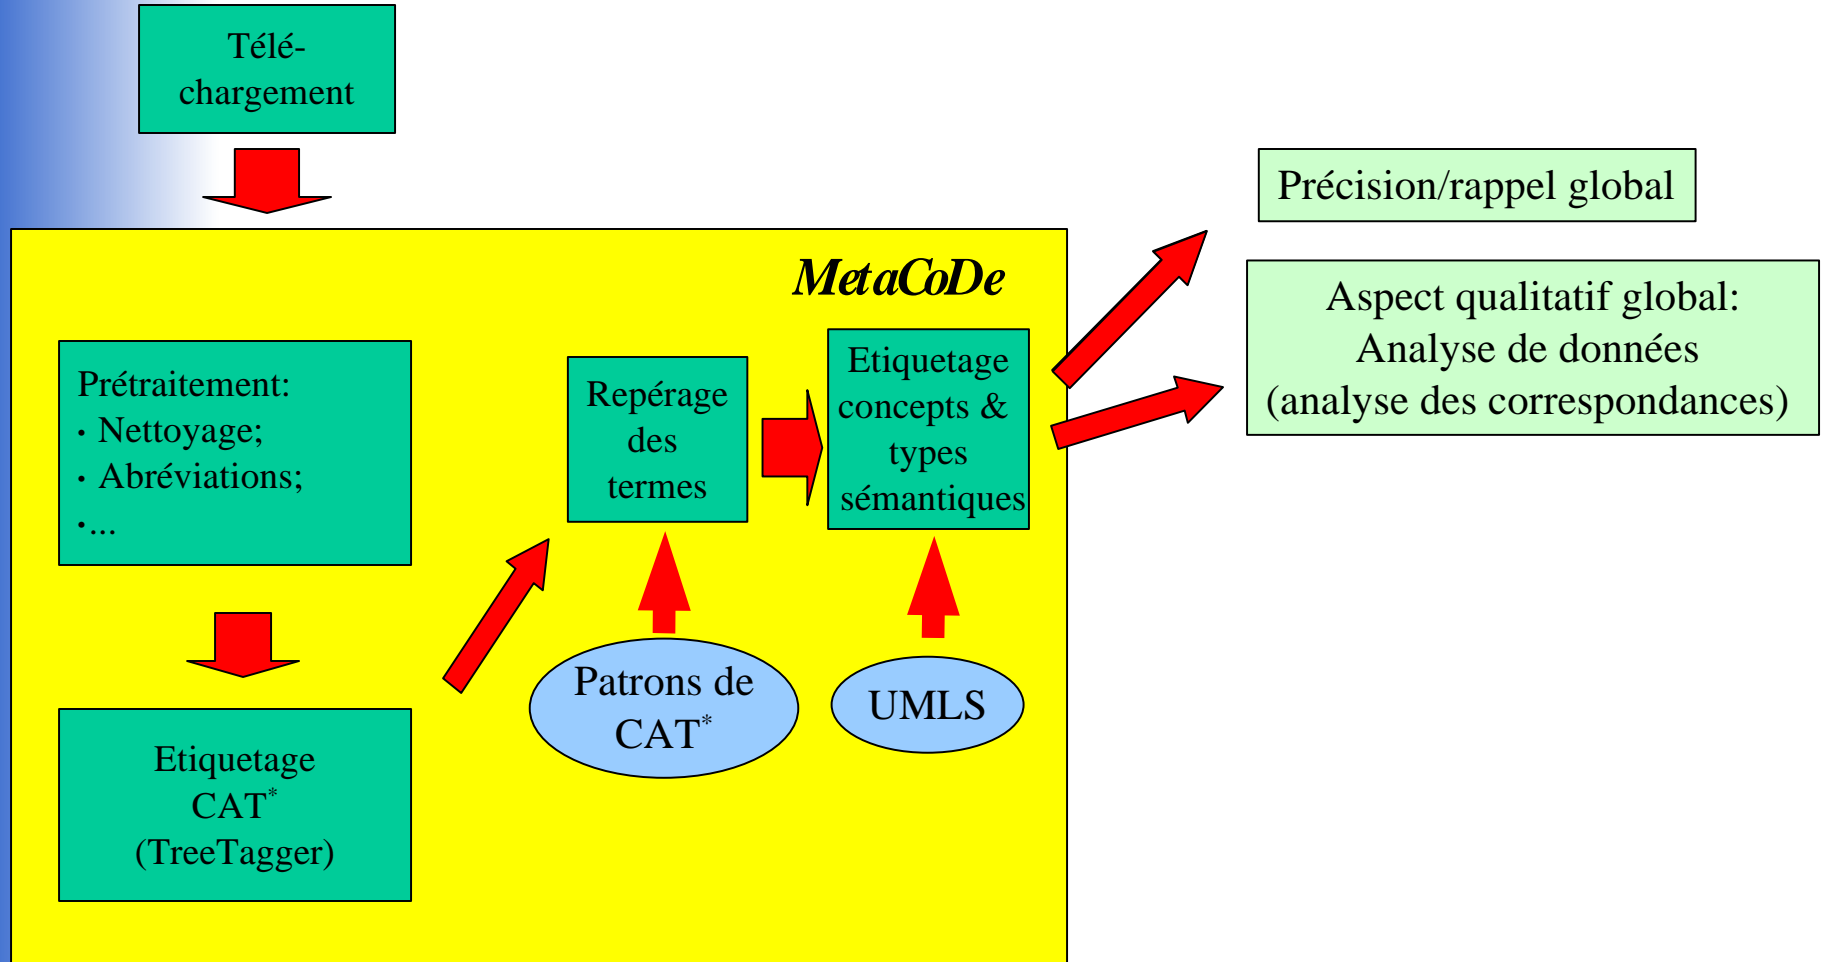 Télé-
chargement
MetaCoDe
Prétraitement:
· Nettoyage;
· Abréviations;
·...
Etiquetage
CAT*
(TreeTagger)
Repérage
des
termes
Patrons de
CAT*
Etiquetage
concepts &
types
sémantiques
UMLS
Précision/rappel global
Aspect qualitatif global:
Analyse de données
(analyse des correspondances)